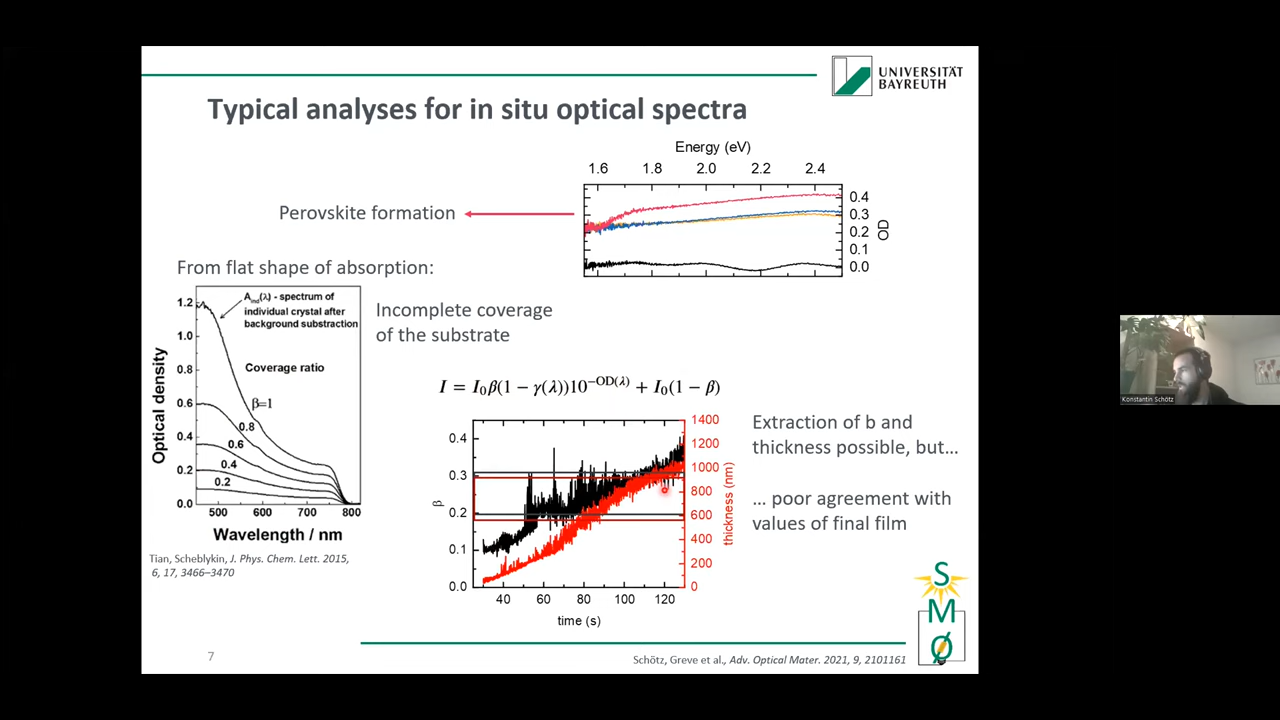 UNIVERSITÄT
BAYREUTH
Typical analyses for in situ optical spectra
Energy (eV)
1.6 1.8 2.0 2.2 2.4
0.4
0.3
0.2
0.1
0.0
OD
Perovskite formation
From flat shape of absorption:
Incomplete coverage
of the substrate
A_ind(λ) - spectrum of
individual crystal after
background substraction
Coverage ratio
β=1
0.8
0.6
0.4
0.2
1.2
1.0
0.8
0.6
0.4
0.2
0.0
Optical density
500 600 700 800
Wavelength / nm
Tian, Scheblykin, J. Phys. Chem. Lett. 2015,
6, 17, 3466–3470
I = I₀β(1 − γ(λ))10^{−OD(λ)} + I₀(1 − β)
0.4
0.3
0.2
0.1
0.0
β
1400
1200
1000
800
600
400
200
0
thickness (nm)
40 60 80 100 120
time (s)
Extraction of b and
thickness possible, but…
… poor agreement with
values of final film
S
M
Ø
7
Schötz, Greve et al., Adv. Optical Mater. 2021, 9, 2101161
Konstantin Schötz